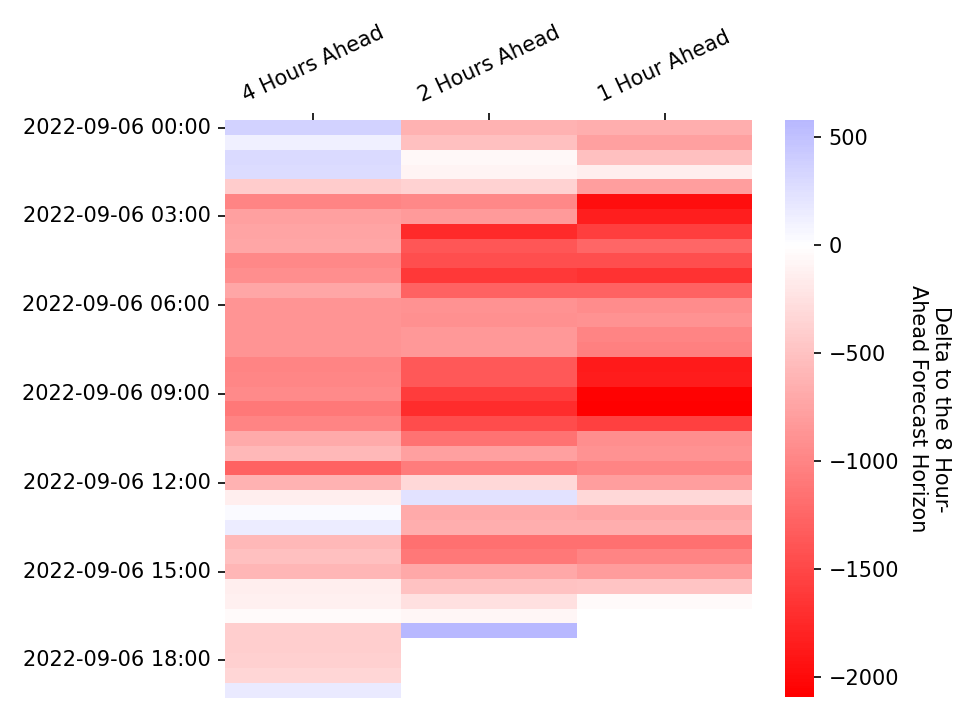 4 Hours Ahead
2 Hours Ahead
1 Hour Ahead
2022-09-06 00:00
2022-09-06 03:00
2022-09-06 06:00
2022-09-06 09:00
2022-09-06 12:00
2022-09-06 15:00
2022-09-06 18:00
500
0
−500
−1000
−1500
−2000
Delta to the 8 Hour-
Ahead Forecast Horizon